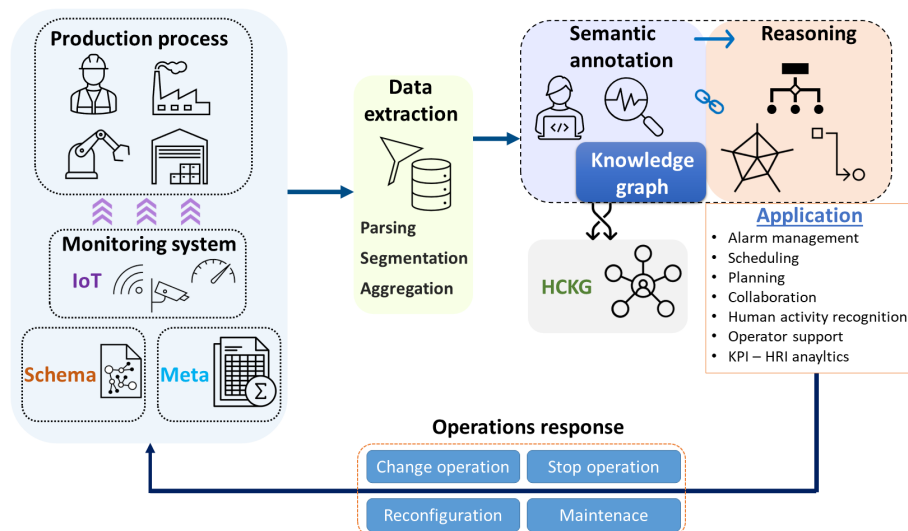 Production process
Monitoring system
IoT
Schema
Meta
Σ
Data
extraction
Parsing
Segmentation
Aggregation
Semantic
annotation
</>
Knowledge
graph
HCKG
Reasoning
Application
• Alarm management
• Scheduling
• Planning
• Collaboration
• Human activity recognition
• Operator support
• KPI – HRI anayltics
Operations response
Change operation
Stop operation
Reconfiguration
Maintenace